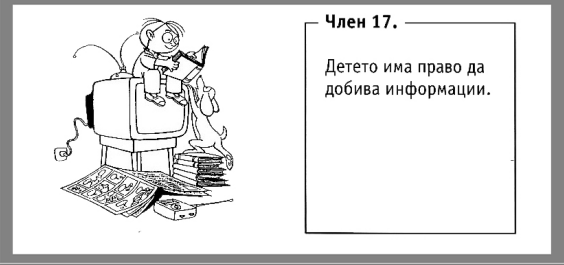 Член 17.
Детето има право да
добива информации.